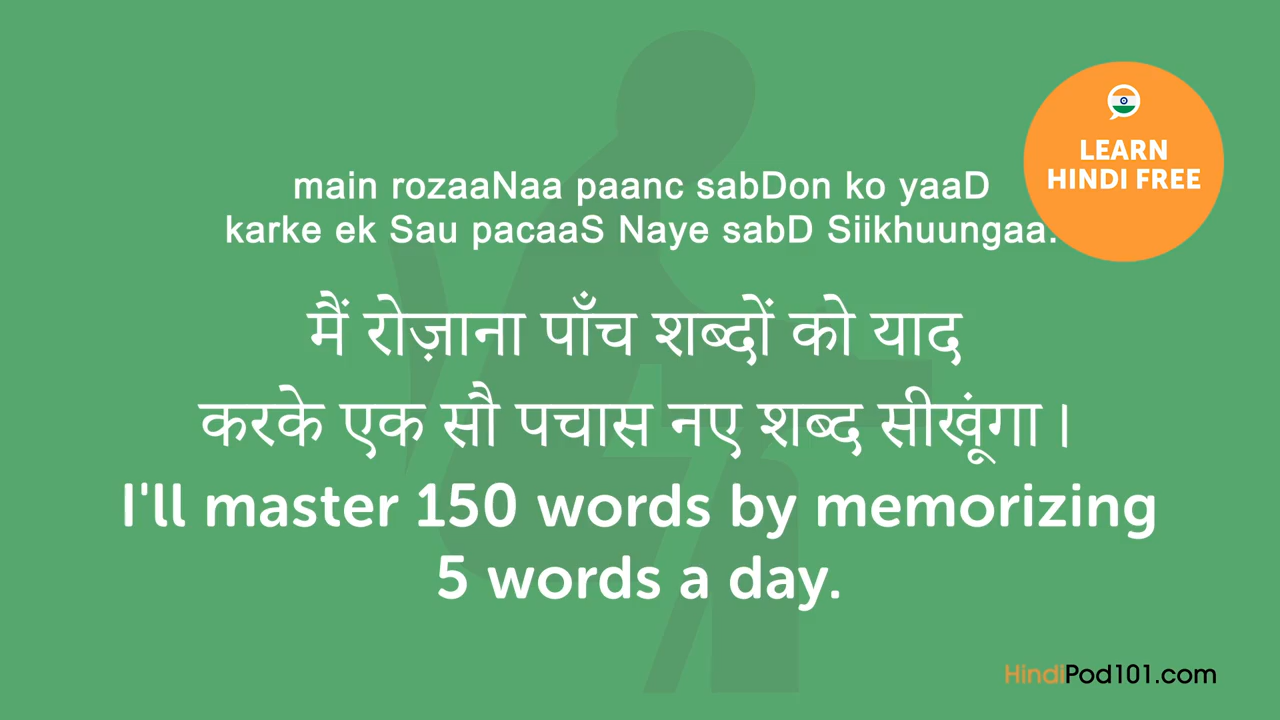 LEARN
HINDI FREE
main rozaaNaa paanc sabDon ko yaaD
karke ek Sau pacaaS Naye sabD Siikhuungaa.
मैं रोज़ाना पाँच शब्दों को याद
करके एक सौ पचास नए शब्द सीखूंगा।
I'll master 150 words by memorizing
5 words a day.
HindiPod101.com